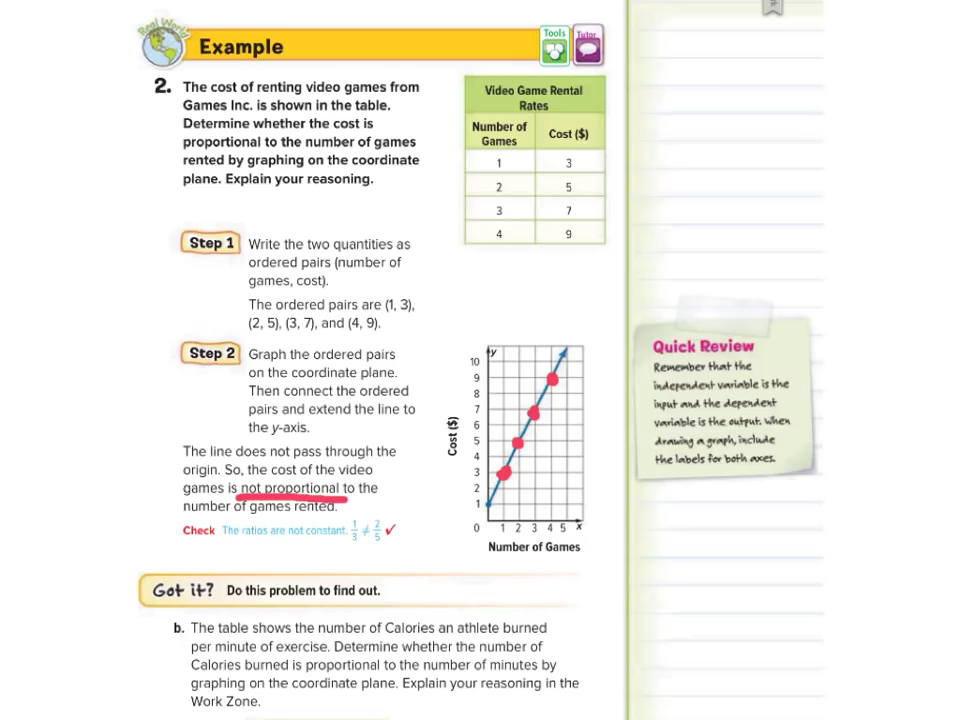 Real World
Example
Tools
Tutor
2. The cost of renting video games from
Games Inc. is shown in the table.
Determine whether the cost is
proportional to the number of games
rented by graphing on the coordinate
plane. Explain your reasoning.
Video Game Rental
Rates
Number of
Games
Cost ($)
1 3
2 5
3 7
4 9
Step 1 Write the two quantities as
ordered pairs (number of
games, cost).
The ordered pairs are (1, 3),
(2, 5), (3, 7), and (4, 9).
Step 2 Graph the ordered pairs
on the coordinate plane.
Then connect the ordered
pairs and extend the line to
the y-axis.
The line does not pass through the
origin. So, the cost of the video
games is not proportional to the
number of games rented.
Check The ratios are not constant. 1/3 ≠ 2/5 ✓
y
10
9
8
7
6
5
4
3
2
1
0 1 2 3 4 5 x
Cost ($)
Number of Games
Quick Review
Remember that the
independent variable is the
input and the dependent
variable is the output. When
drawing a graph, include
the labels for both axes.
Got it? Do this problem to find out.
b. The table shows the number of Calories an athlete burned
per minute of exercise. Determine whether the number of
Calories burned is proportional to the number of minutes by
graphing on the coordinate plane. Explain your reasoning in the
Work Zone.